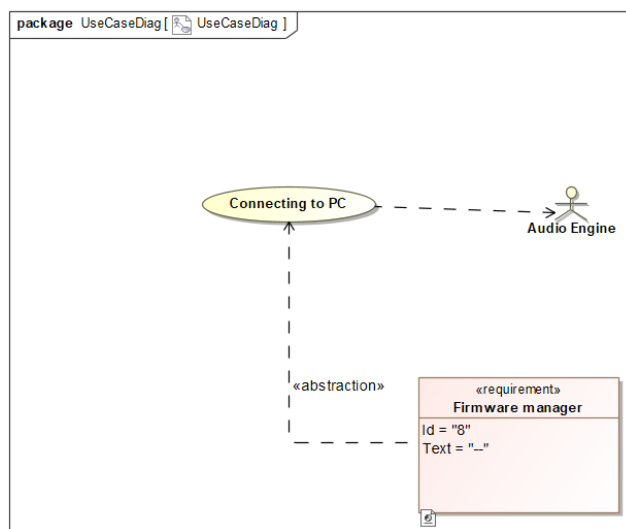 package UseCaseDiag [ UseCaseDiag ]
Connecting to PC
Audio Engine
«abstraction»
«requirement»
Firmware manager
Id = "8"
Text = "--"